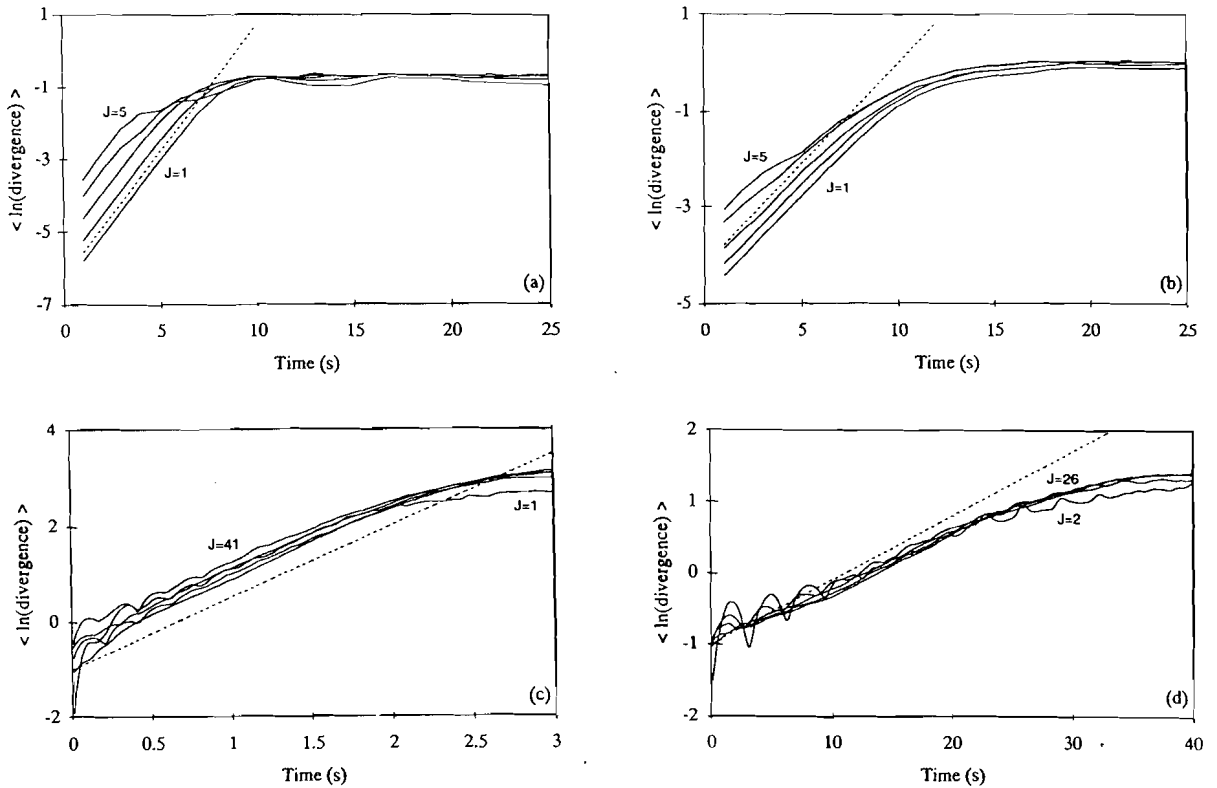 1
-1
-3
-5
-7
< ln(divergence) >
J=5
J=1
(a)
0
5
10
15
20
25
Time (s)
1
-1
-3
-5
< ln(divergence) >
J=5
J=1
(b)
0
5
10
15
20
25
Time (s)
4
2
0
-2
< ln(divergence) >
J=41
J=1
(c)
0
0.5
1
1.5
2
2.5
3
Time (s)
2
1
0
-1
-2
< ln(divergence) >
J=26
J=2
(d)
0
10
20
30
40
Time (s)